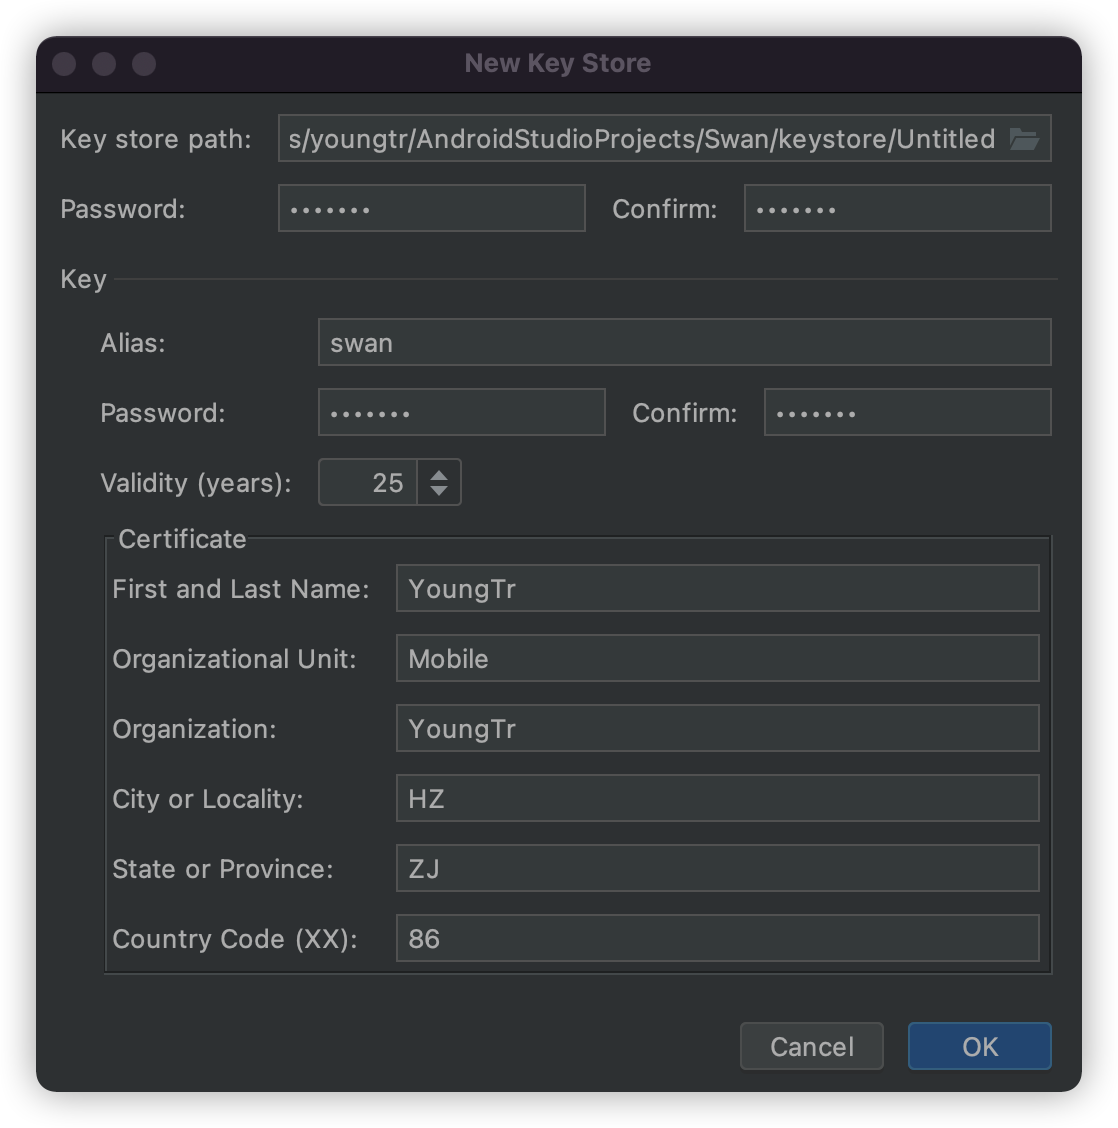 New Key Store
Key store path: s/youngtr/AndroidStudioProjects/Swan/keystore/Untitled
Password: ••••••• Confirm: •••••••
Key
Alias: swan
Password: ••••••• Confirm: •••••••
Validity (years): 25
Certificate
First and Last Name: YoungTr
Organizational Unit: Mobile
Organization: YoungTr
City or Locality: HZ
State or Province: ZJ
Country Code (XX): 86
Cancel OK